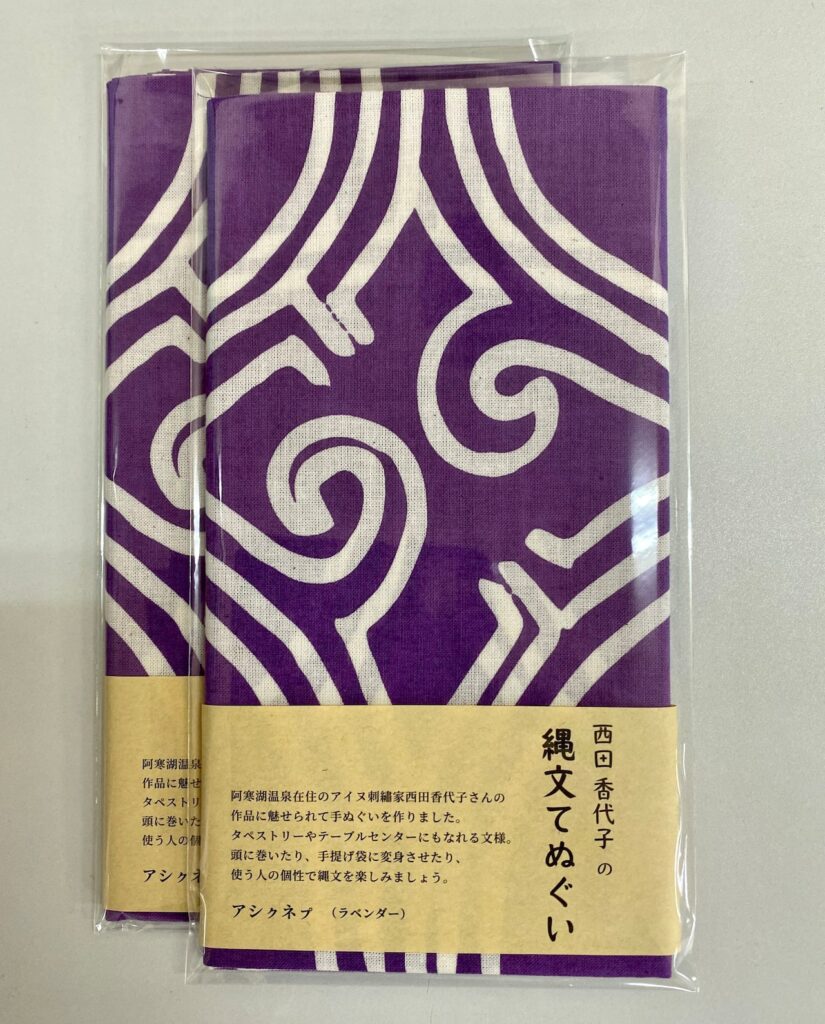 西田香代子の
縄文てぬぐい
阿寒湖温泉在住のアイヌ刺繡家西田香代子さんの
作品に魅せられて手ぬぐいを作りました。
タペストリーやテーブルセンターにもなれる文様。
頭に巻いたり、手提げ袋に変身させたり、
使う人の個性で縄文を楽しみましょう。
アシㇰネㇷ゚ （ラベンダー）
阿寒湖温泉
作品に魅せ
タペストリ
頭に巻いた
使う人の個
アシㇰネ